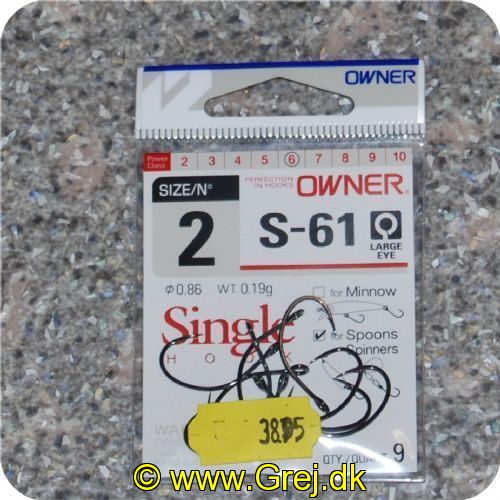 OWNER
Power Class 2 3 4 5 6 7 8 9 10
SIZE/N°
2
PERFECTION IN HOOKS OWNER®
S-61
LARGE EYE
φ0.86 WT. 0.19g
for Minnow
Single
HOOK
for Spoons
Spinners
38.95
QTY/QUANT 9
© www.Grej.dk